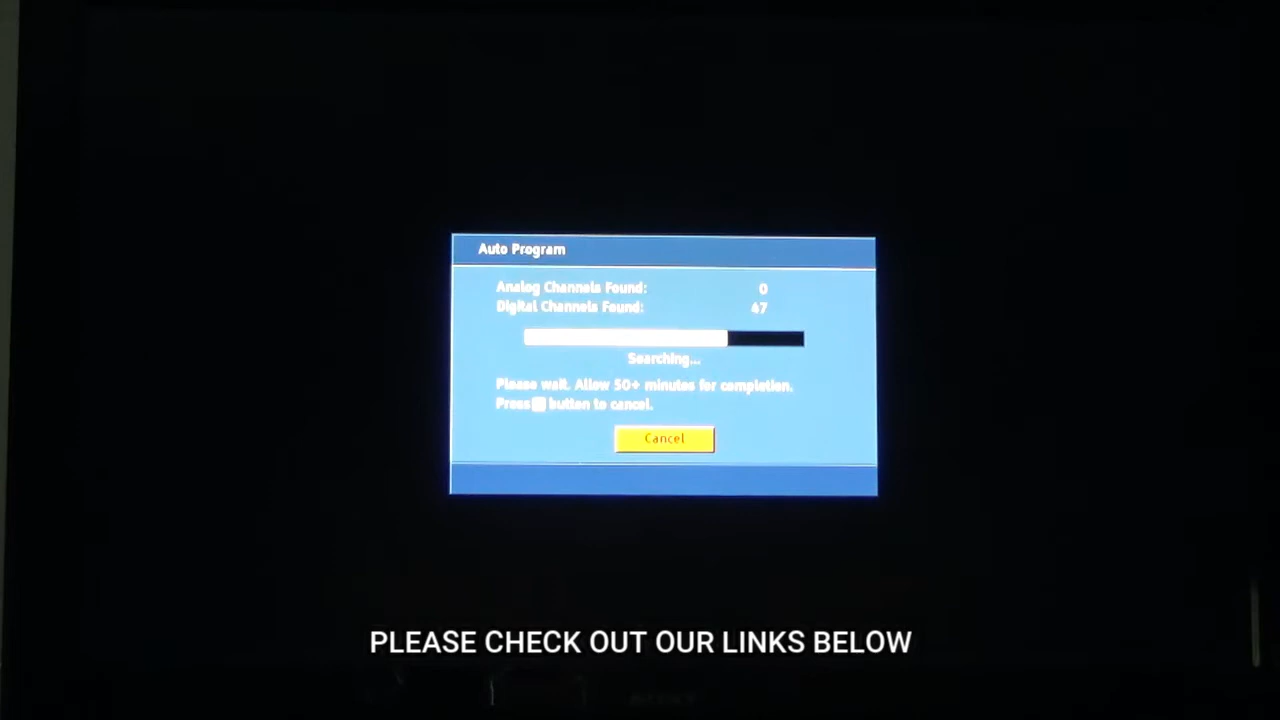 Auto Program
Analog Channels Found: 0
Digital Channels Found: 47
Searching...
Please wait. Allow 50+ minutes for completion.
Press button to cancel.
Cancel
PLEASE CHECK OUT OUR LINKS BELOW